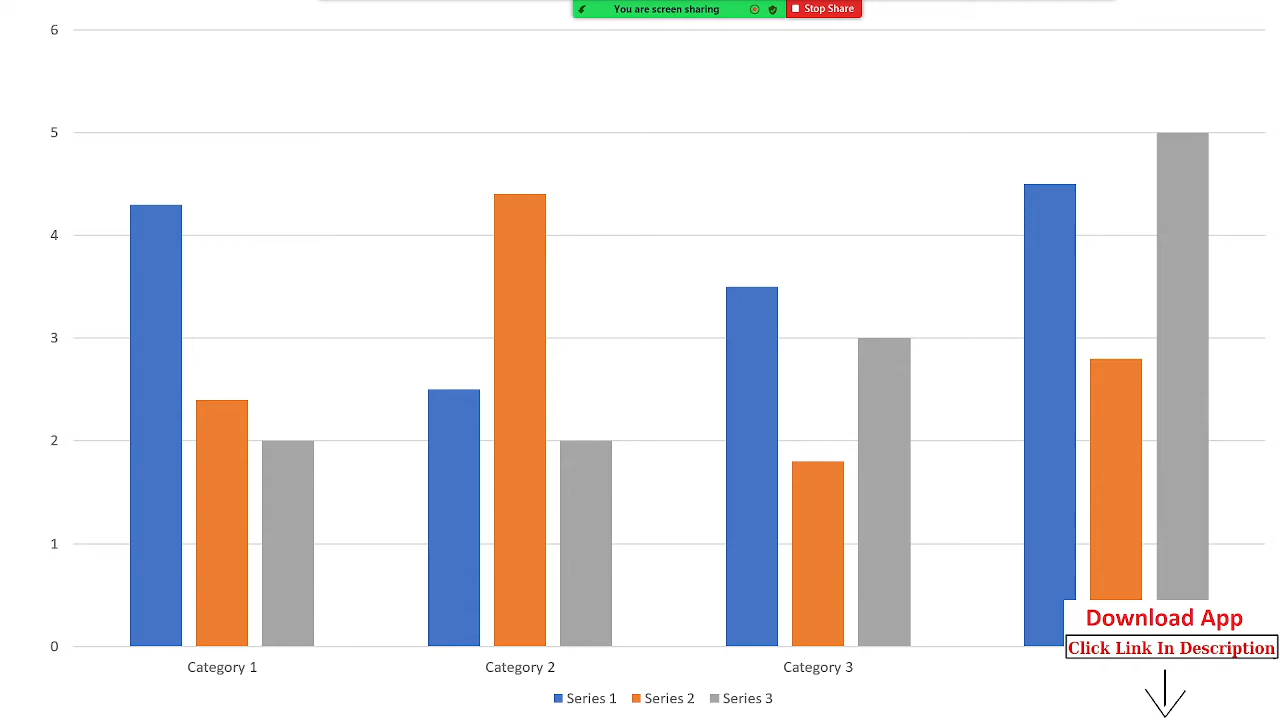 You are screen sharing
Stop Share
6
5
4
3
2
1
0
Category 1
Category 2
Category 3
Series 1
Series 2
Series 3
Download App
Click Link In Description